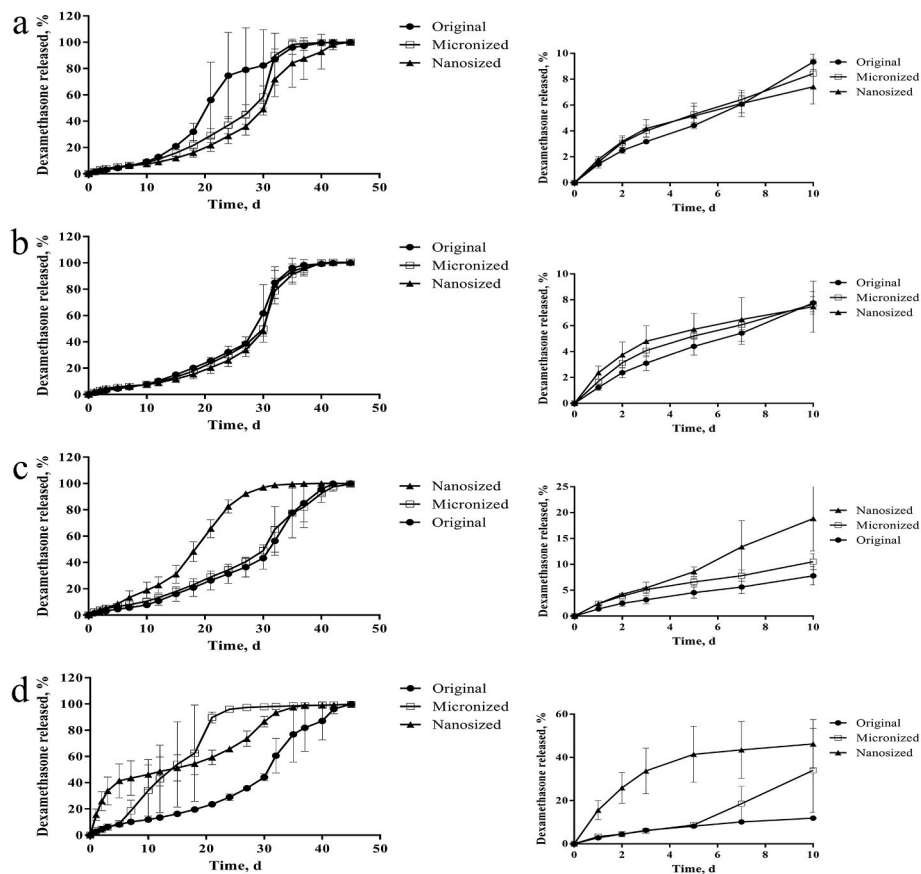 a
Dexamethasone released, %
120
100
80
60
40
20
0
0 10 20 30 40 50
Time, d
Original
Micronized
Nanosized
Dexamethasone released, %
10
8
6
4
2
0
0 2 4 6 8 10
Time, d
Original
Micronized
Nanosized
b
Dexamethasone released, %
120
100
80
60
40
20
0
0 10 20 30 40 50
Time, d
Original
Micronized
Nanosized
Dexamethasone released, %
8
6
4
2
0
0 2 4 6 8 10
Time, d
Original
Micronized
Nanosized
c
Dexamethasone released, %
120
100
80
60
40
20
0
0 10 20 30 40 50
Time, d
Nanosized
Micronized
Original
Dexamethasone released, %
25
20
15
10
5
0
0 2 4 6 8 10
Time, d
Nanosized
Micronized
Original
d
Dexamethasone released, %
120
100
80
60
40
20
0
0 10 20 30 40 50
Time, d
Original
Micronized
Nanosized
Dexamethasone released, %
60
40
20
0
0 2 4 6 8 10
Time, d
Original
Micronized
Nanosized